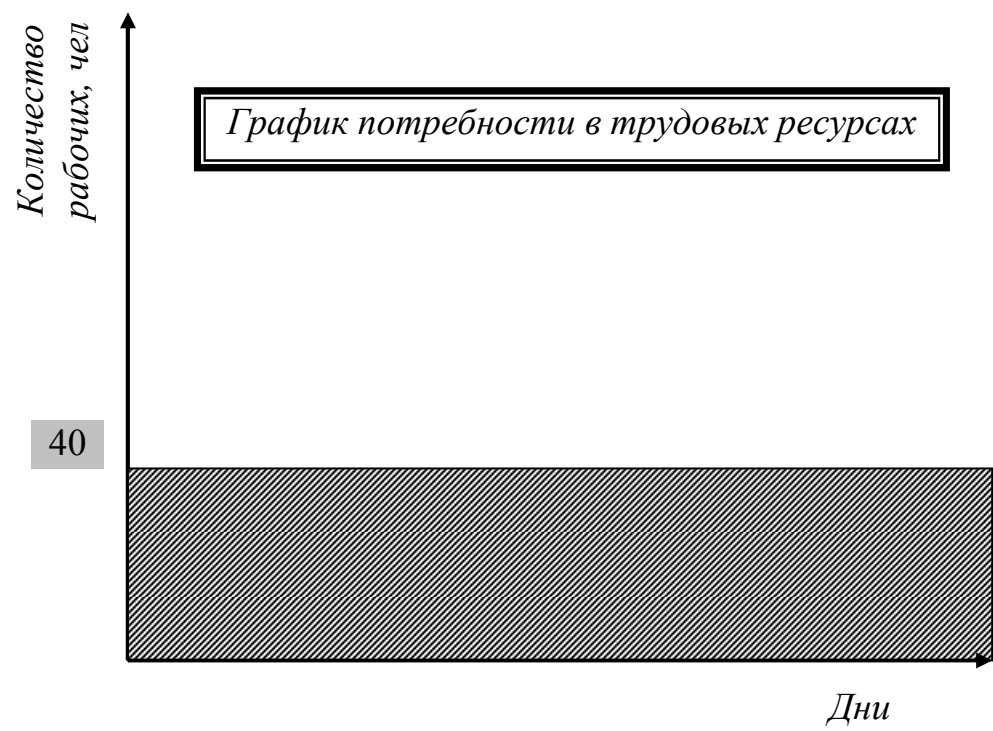 Количество
рабочих, чел
График потребности в трудовых ресурсах
40
Дни